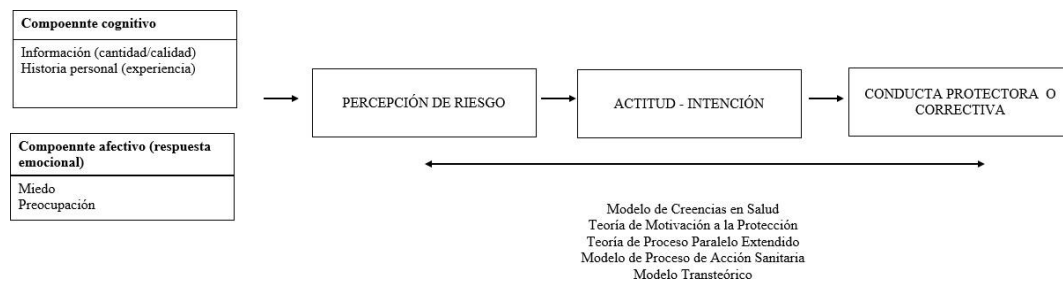 Compoennte cognitivo
Información (cantidad/calidad)
Historia personal (experiencia)
Compoennte afectivo (respuesta
emocional)
Miedo
Preocupación
PERCEPCIÓN DE RIESGO
ACTITUD - INTENCIÓN
CONDUCTA PROTECTORA O
CORRECTIVA
Modelo de Creencias en Salud
Teoría de Motivación a la Protección
Teoría de Proceso Paralelo Extendido
Modelo de Proceso de Acción Sanitaria
Modelo Transteórico